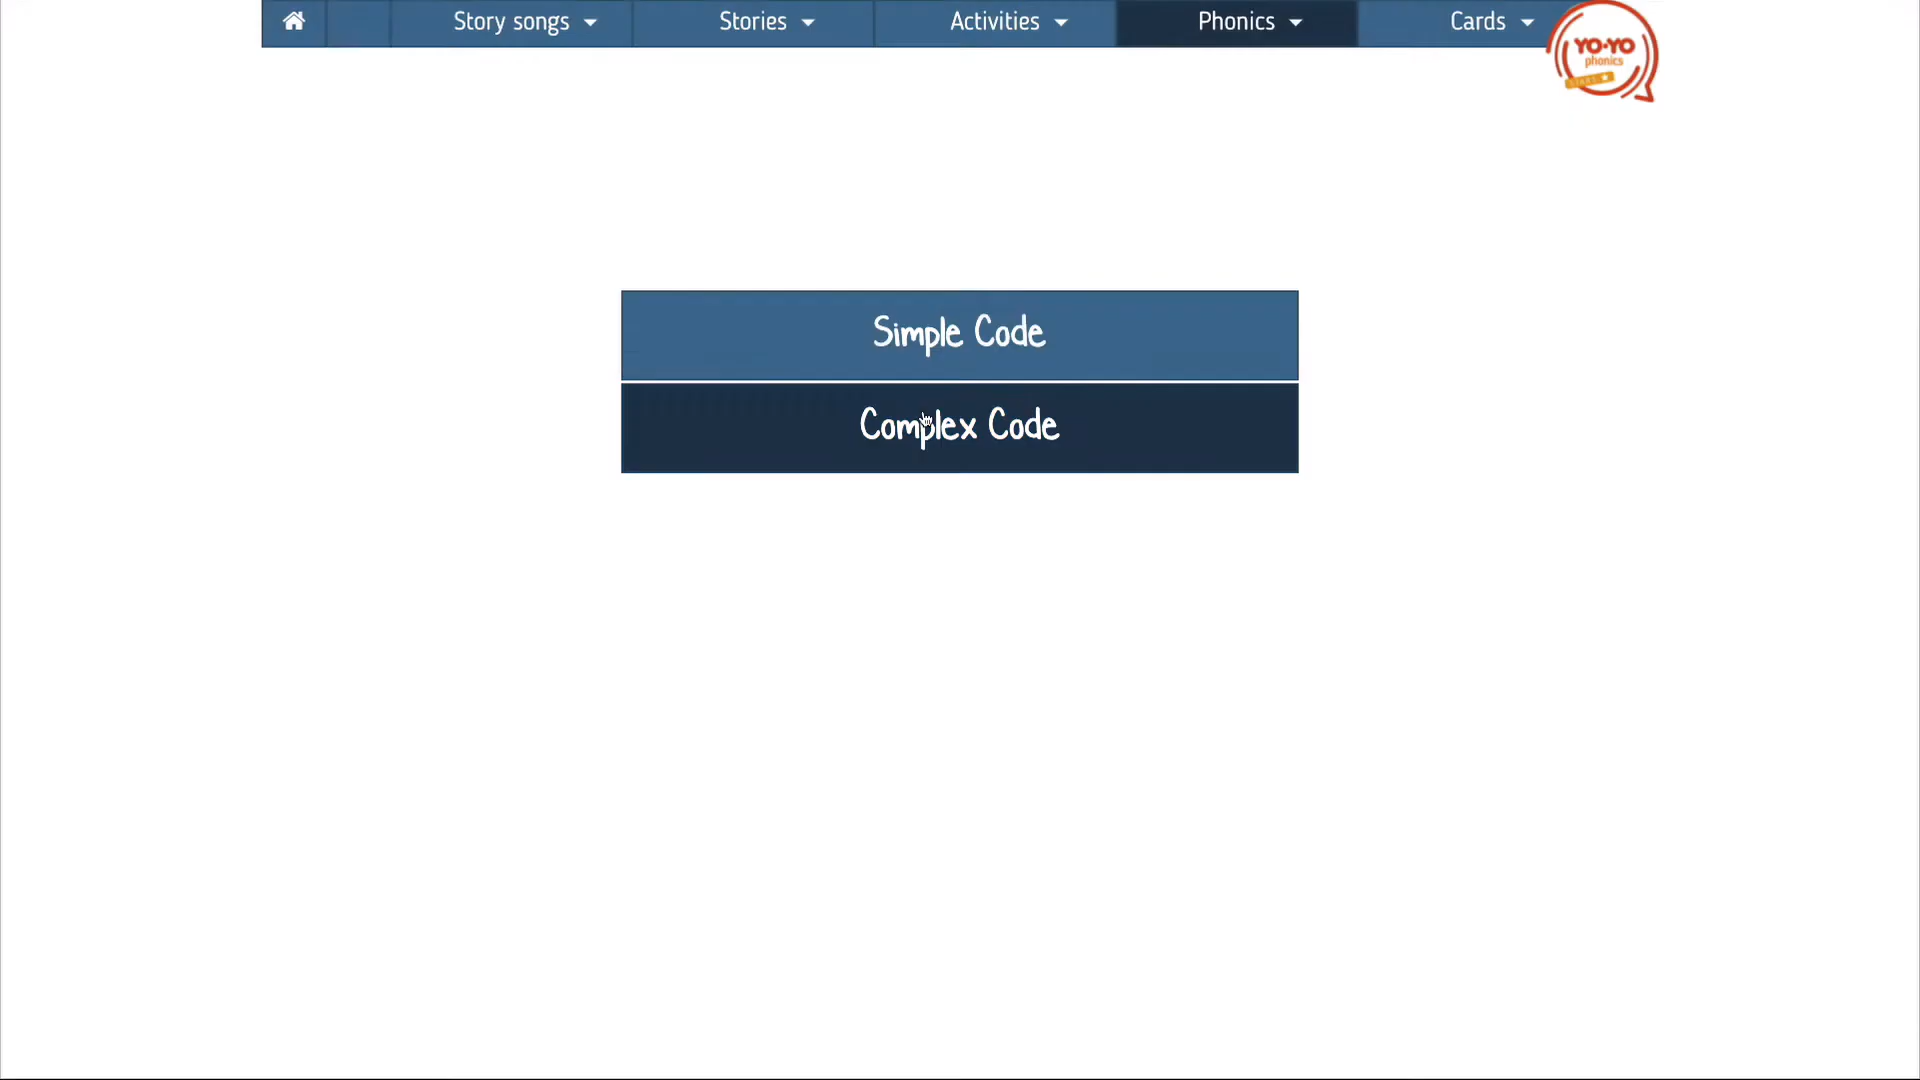 Story songs
Stories
Activities
Phonics
Cards
YO-YO
phonics
Simple Code
Complex Code